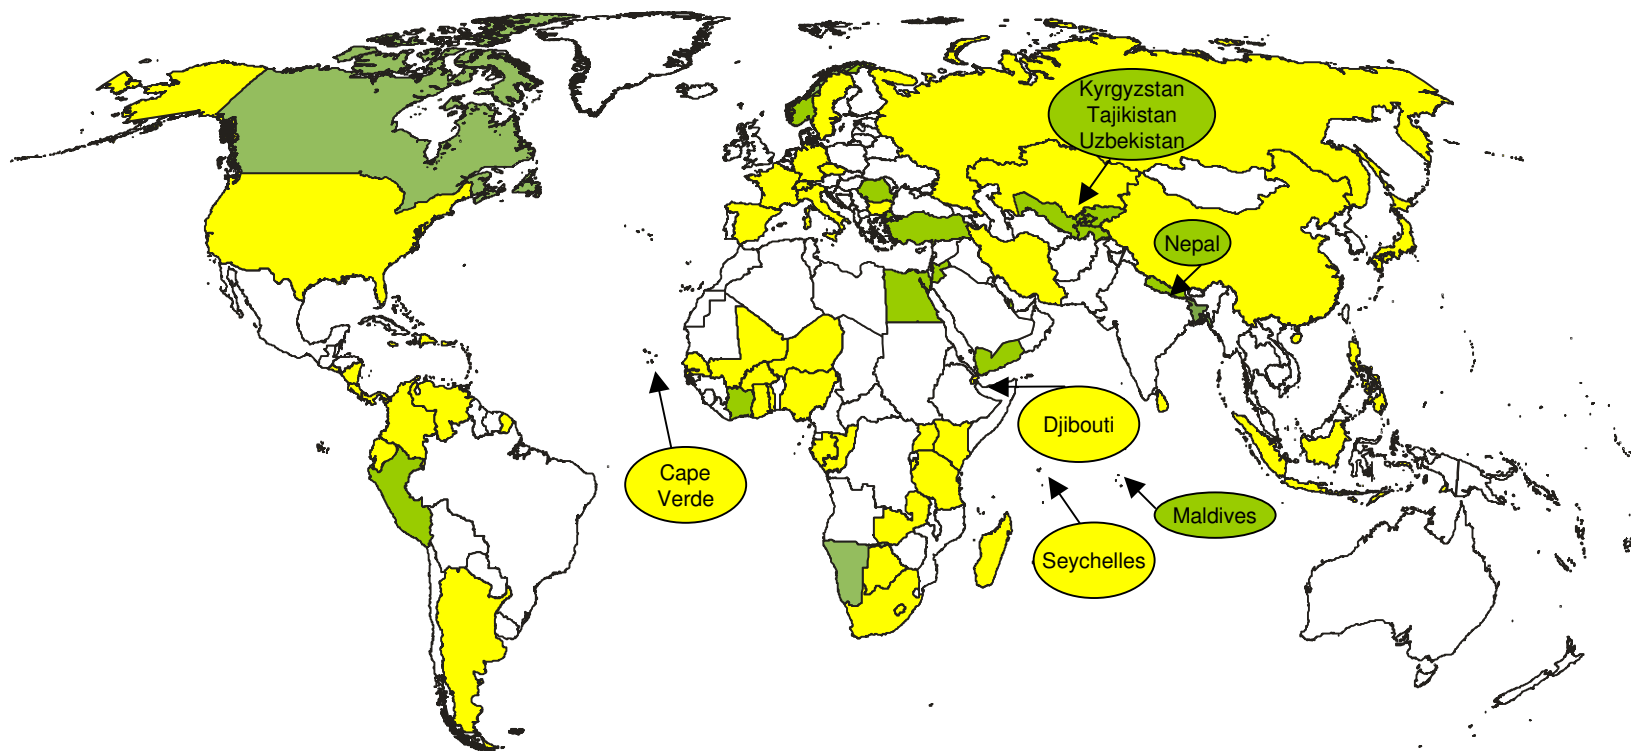 Kyrgyzstan
Tajikistan
Uzbekistan
Nepal
Djibouti
Cape
Verde
Maldives
Seychelles